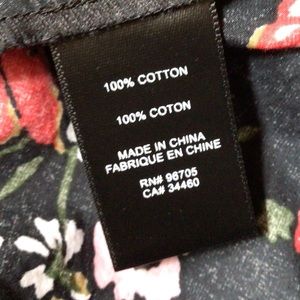 100% COTTON
100% COTON
MADE IN CHINA
FABRIQUE EN CHINE
RN# 96705
CA# 34460